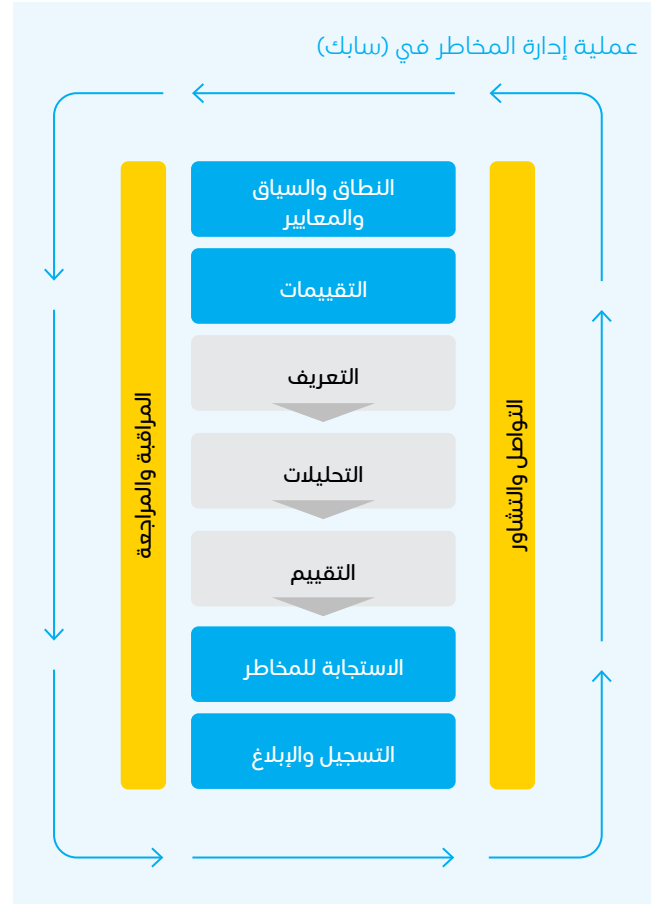 عملية إدارة المخاطر في (سابك)
التواصل والتشاور
النطاق والسياق
والمعايير
التقييمات
التعريف
التحليلات
التقييم
الاستجابة للمخاطر
التسجيل والإبلاغ
المراقبة والمراجعة